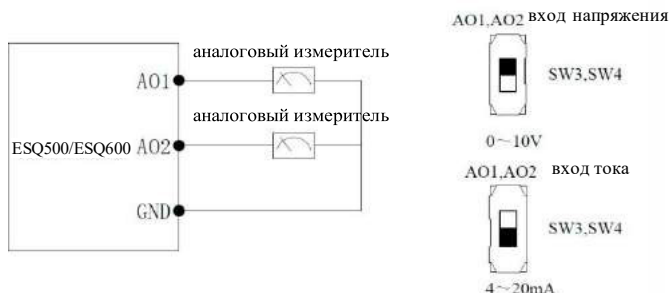 аналоговый измеритель
AO1
аналоговый измеритель
ESQ500/ESQ600 AO2
GND
AO1,AO2 вход напряжения
SW3,SW4
0～10V
AO1,AO2 вход тока
SW3,SW4
4～20mA